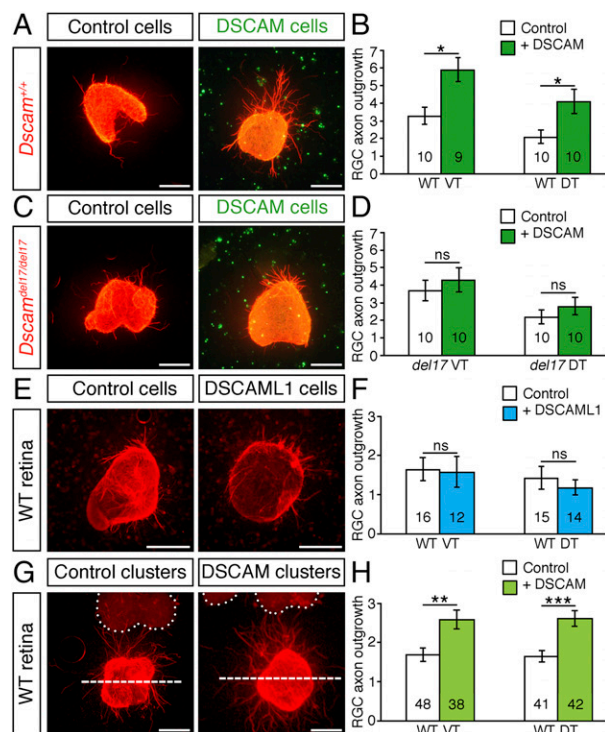 A
Control cells
DSCAM cells
Dscam+/+
B
Control
+ DSCAM
RGC axon outgrowth
7
6
5
4
3
2
1
0
*
*
10
9
10
10
WT VT
WT DT
C
Control cells
DSCAM cells
Dscamdel17/del17
D
Control
+ DSCAM
RGC axon outgrowth
7
6
5
4
3
2
1
0
ns
ns
10
10
10
10
del17 VT
del17 DT
E
Control cells
DSCAML1 cells
WT retina
F
Control
+ DSCAML1
RGC axon outgrowth
3
2
1
0
ns
ns
16
12
15
14
WT VT
WT DT
G
Control clusters
DSCAM clusters
WT retina
H
Control
+ DSCAM
RGC axon outgrowth
3
2
1
0
**
***
48
38
41
42
WT VT
WT DT